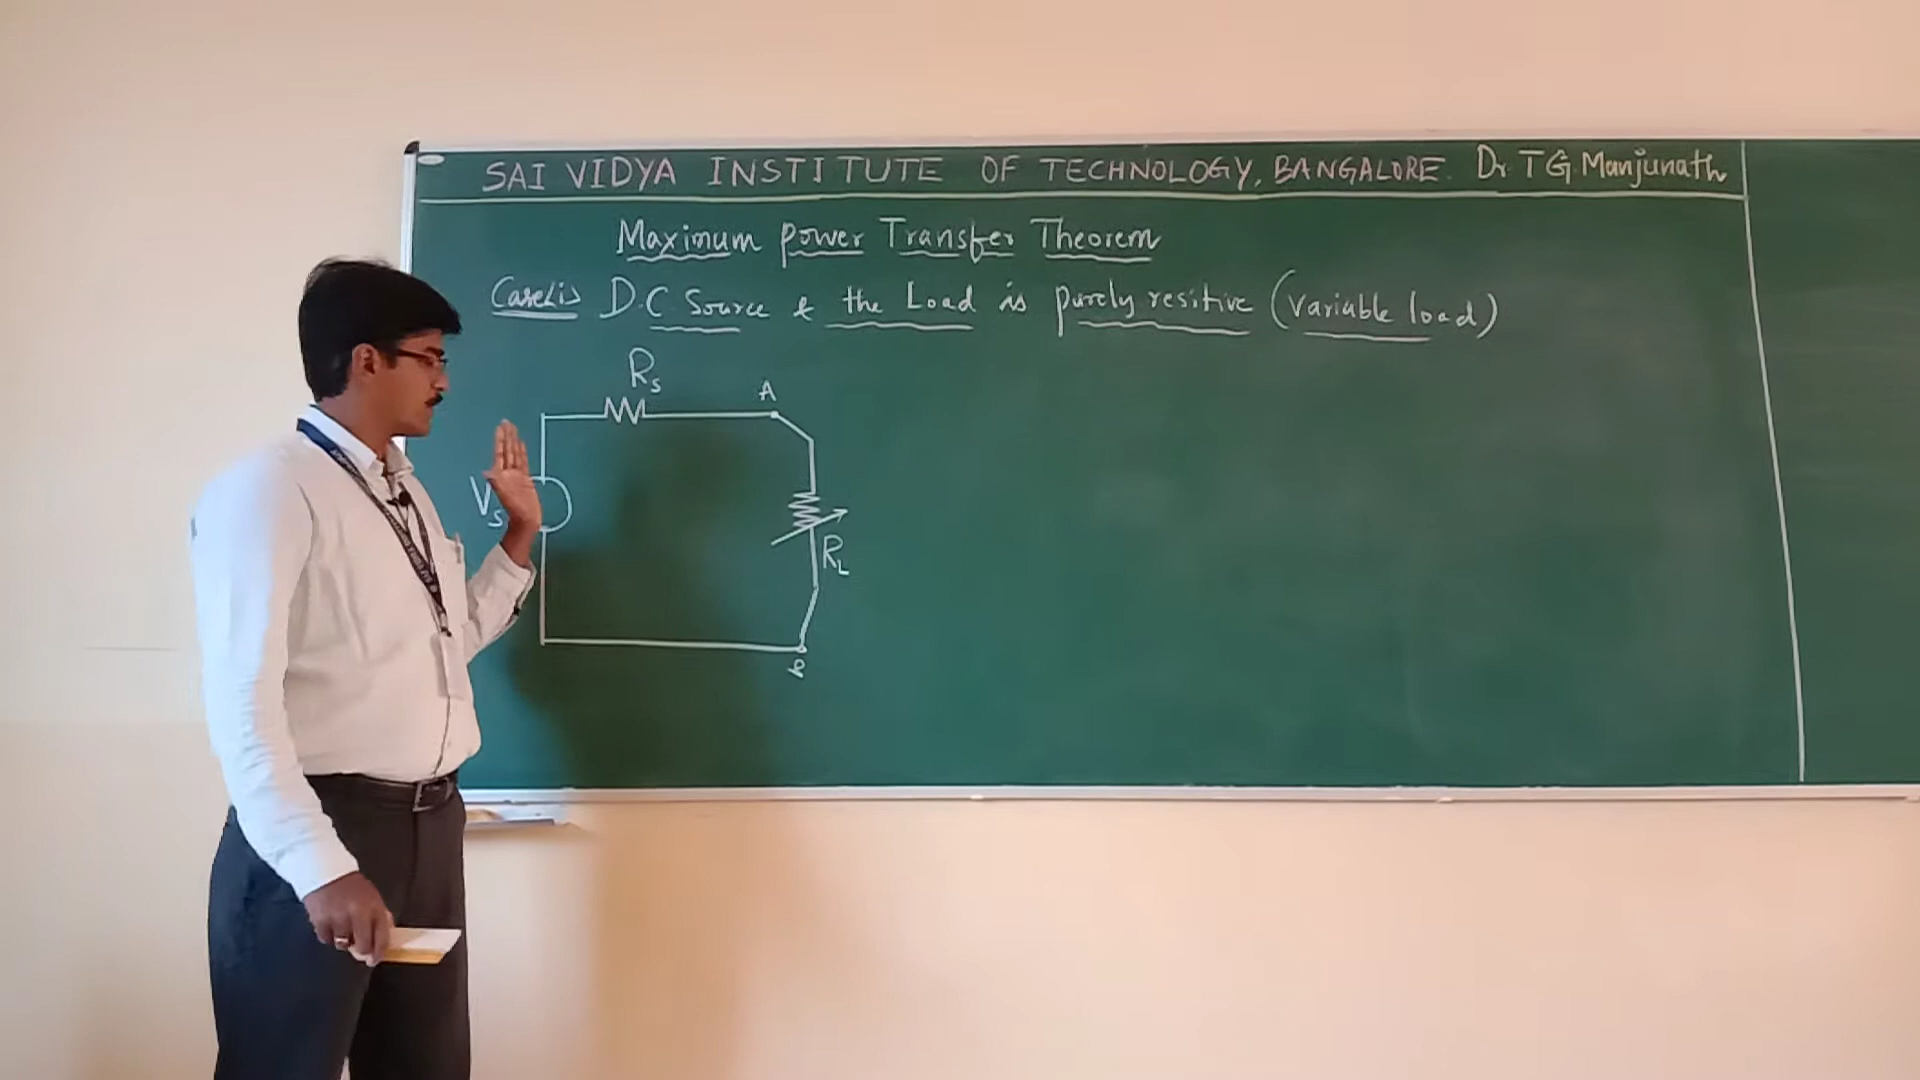 SAI VIDYA INSTITUTE OF TECHNOLOGY, BANGALORE. Dr TG Manjunath
Maximum power Transfer Theorem
Case(i) D.C Source & the Load is purely resitive (variable load)
Rs
A
Vs
RL
B